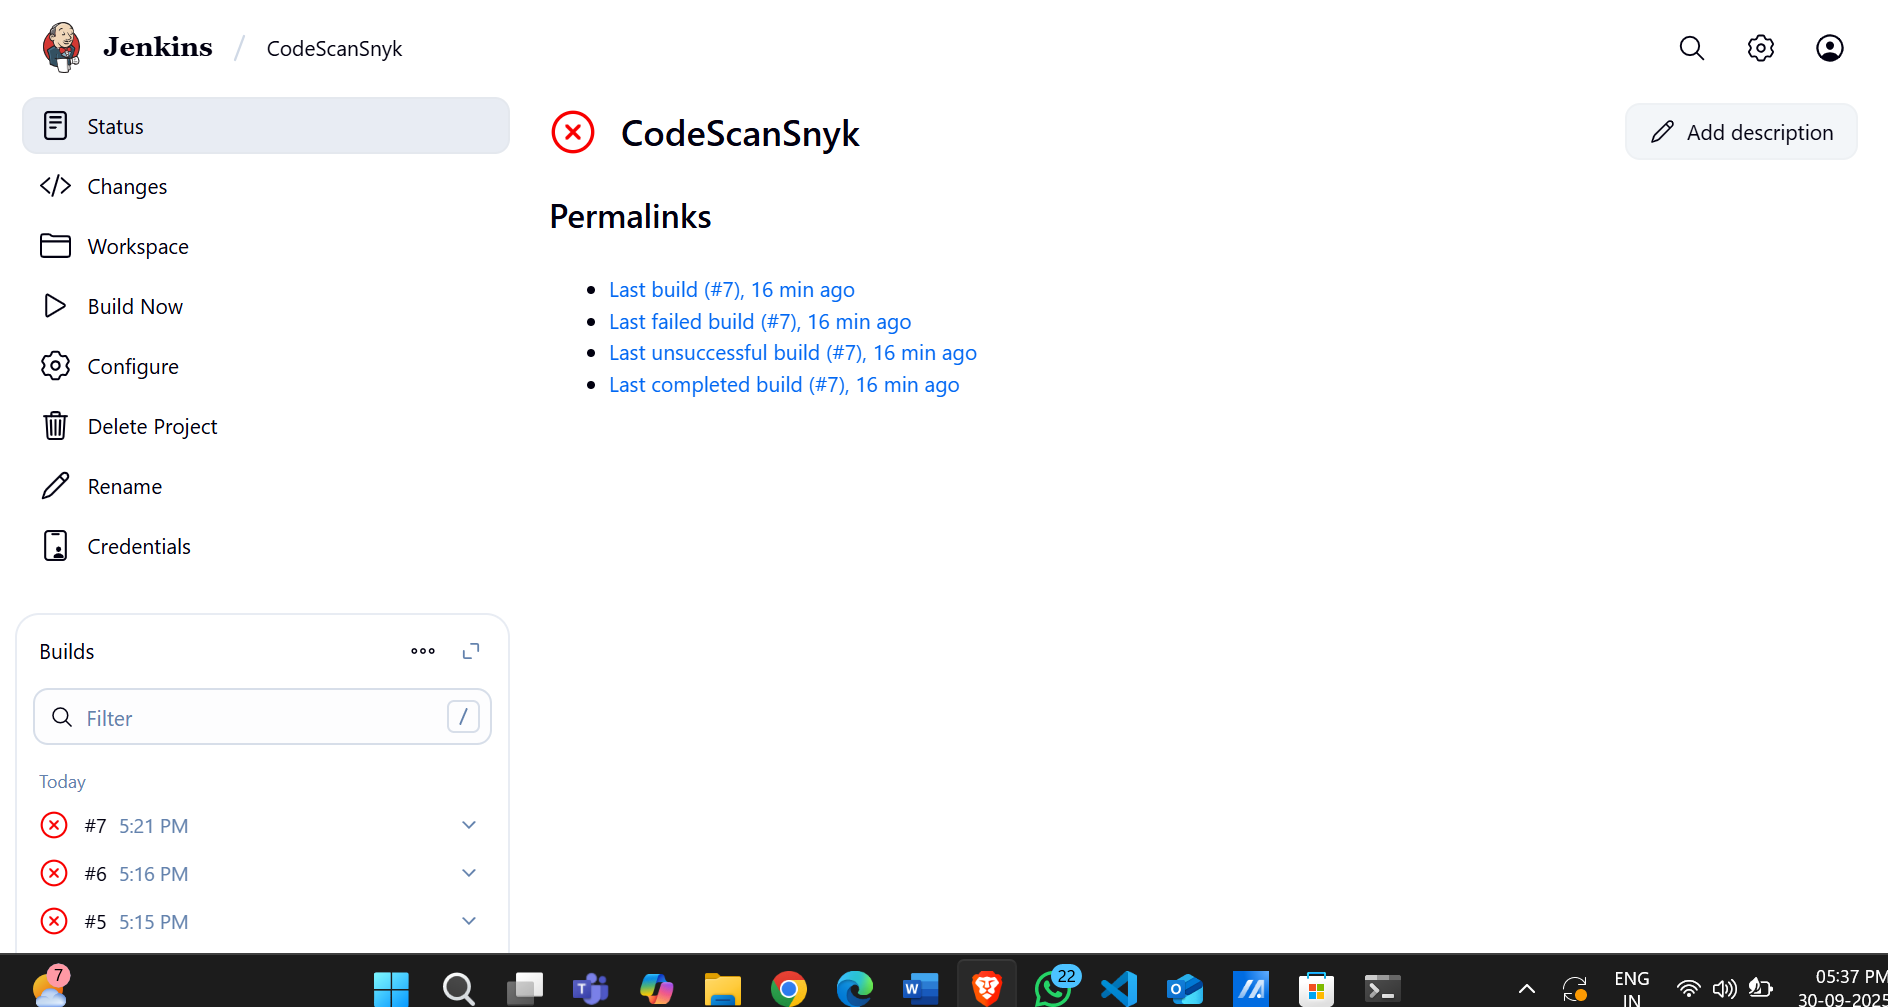 Jenkins / CodeScanSnyk
Status
Changes
Workspace
Build Now
Configure
Delete Project
Rename
Credentials
Builds
Filter /
Today
#7 5:21 PM
#6 5:16 PM
#5 5:15 PM
CodeScanSnyk
Add description
Permalinks
Last build (#7), 16 min ago
Last failed build (#7), 16 min ago
Last unsuccessful build (#7), 16 min ago
Last completed build (#7), 16 min ago
7
22
ENG
IN
05:37 PM
30-09-2025